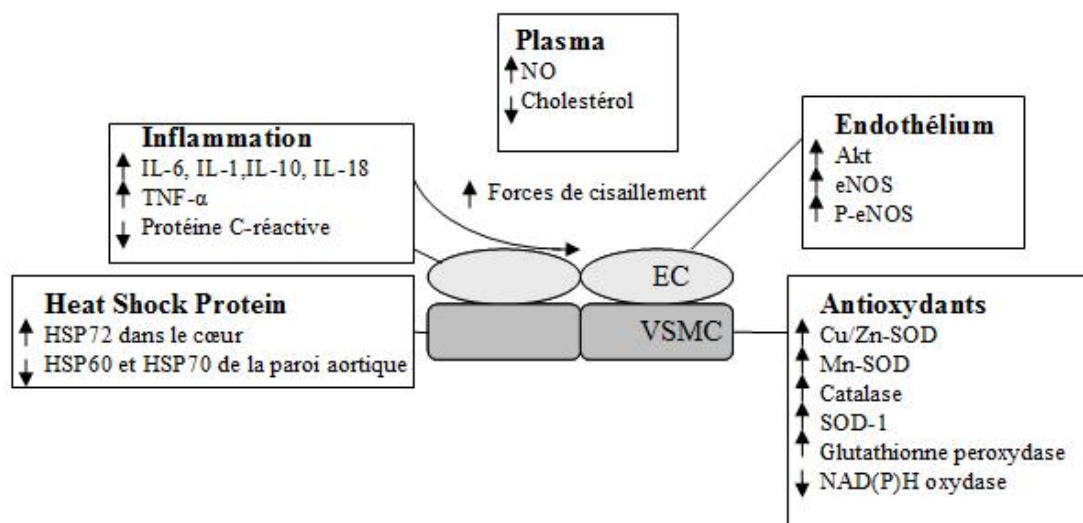 Plasma
↑ NO
↓ Cholestérol
Inflammation
↑ IL-6, IL-1,IL-10, IL-18
↑ TNF-α
↓ Protéine C-réactive
↑ Forces de cisaillement
Endothélium
↑ Akt
↑ eNOS
↑ P-eNOS
EC
VSMC
Heat Shock Protein
↑ HSP72 dans le cœur
↓ HSP60 et HSP70 de la paroi aortique
Antioxydants
↑ Cu/Zn-SOD
↑ Mn-SOD
↑ Catalase
↑ SOD-1
↑ Glutathionne peroxydase
↓ NAD(P)H oxydase